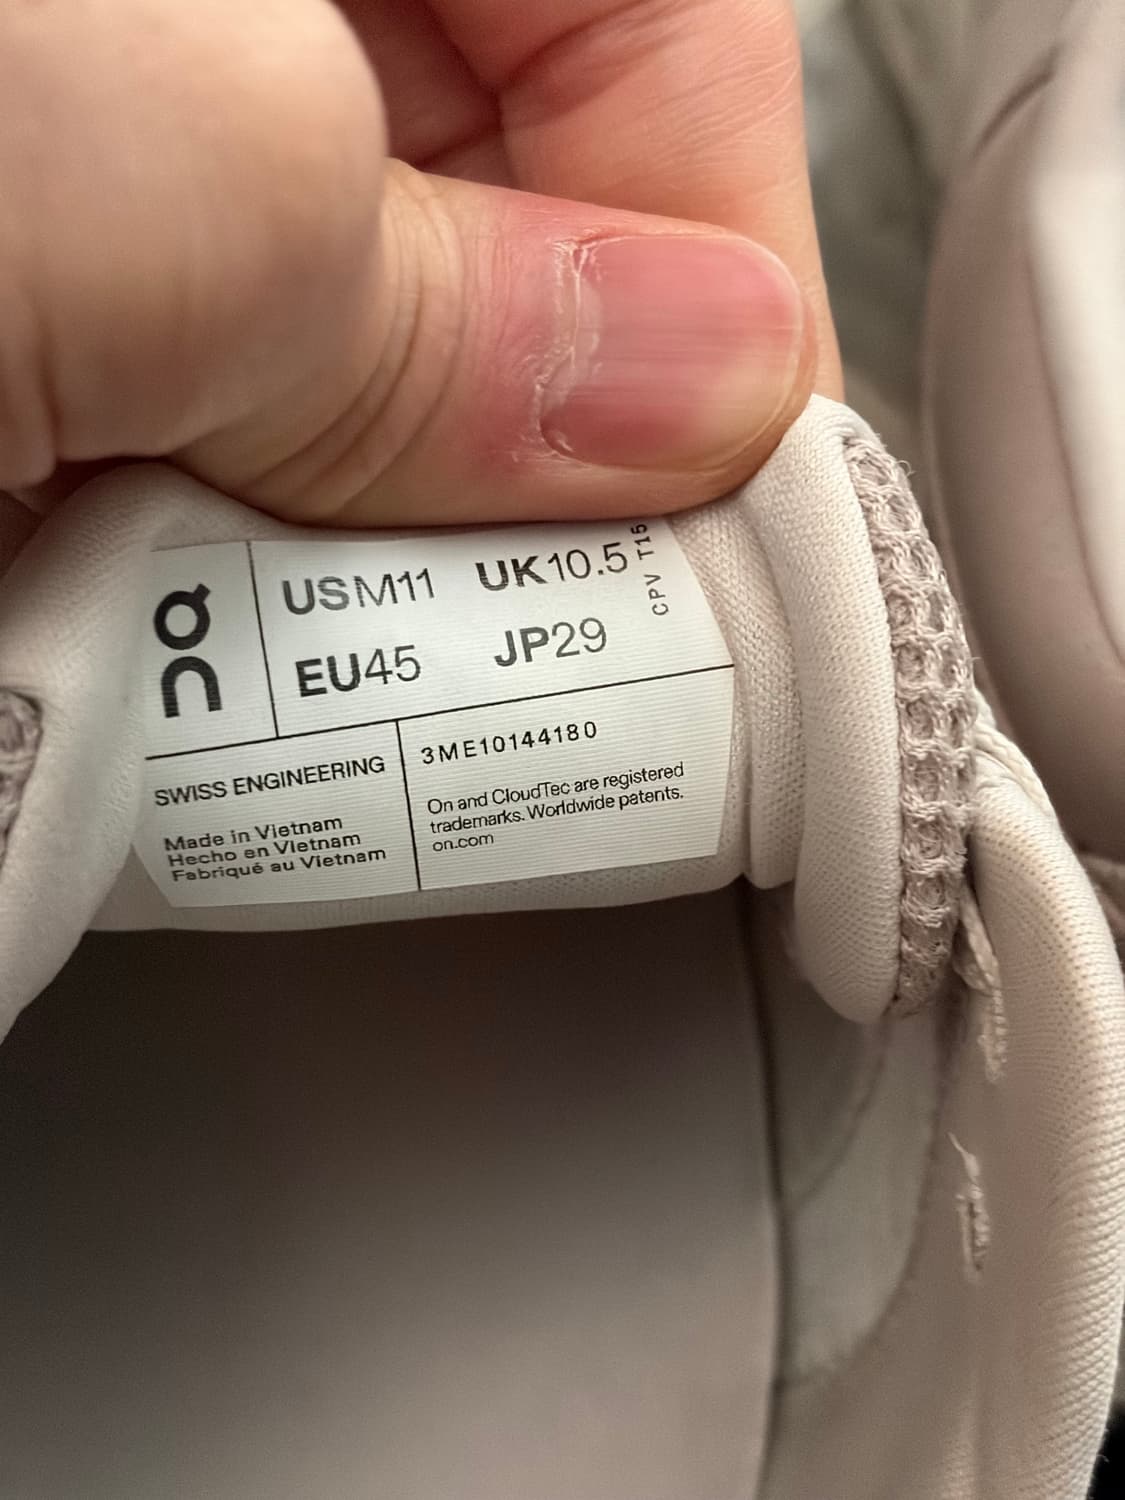 On
USM11 UK10.5
EU45 JP29
CPV T15
SWISS ENGINEERING
Made in Vietnam
Hecho en Vietnam
Fabriqué au Vietnam
3ME10144180
On and CloudTec are registered
trademarks. Worldwide patents.
on.com